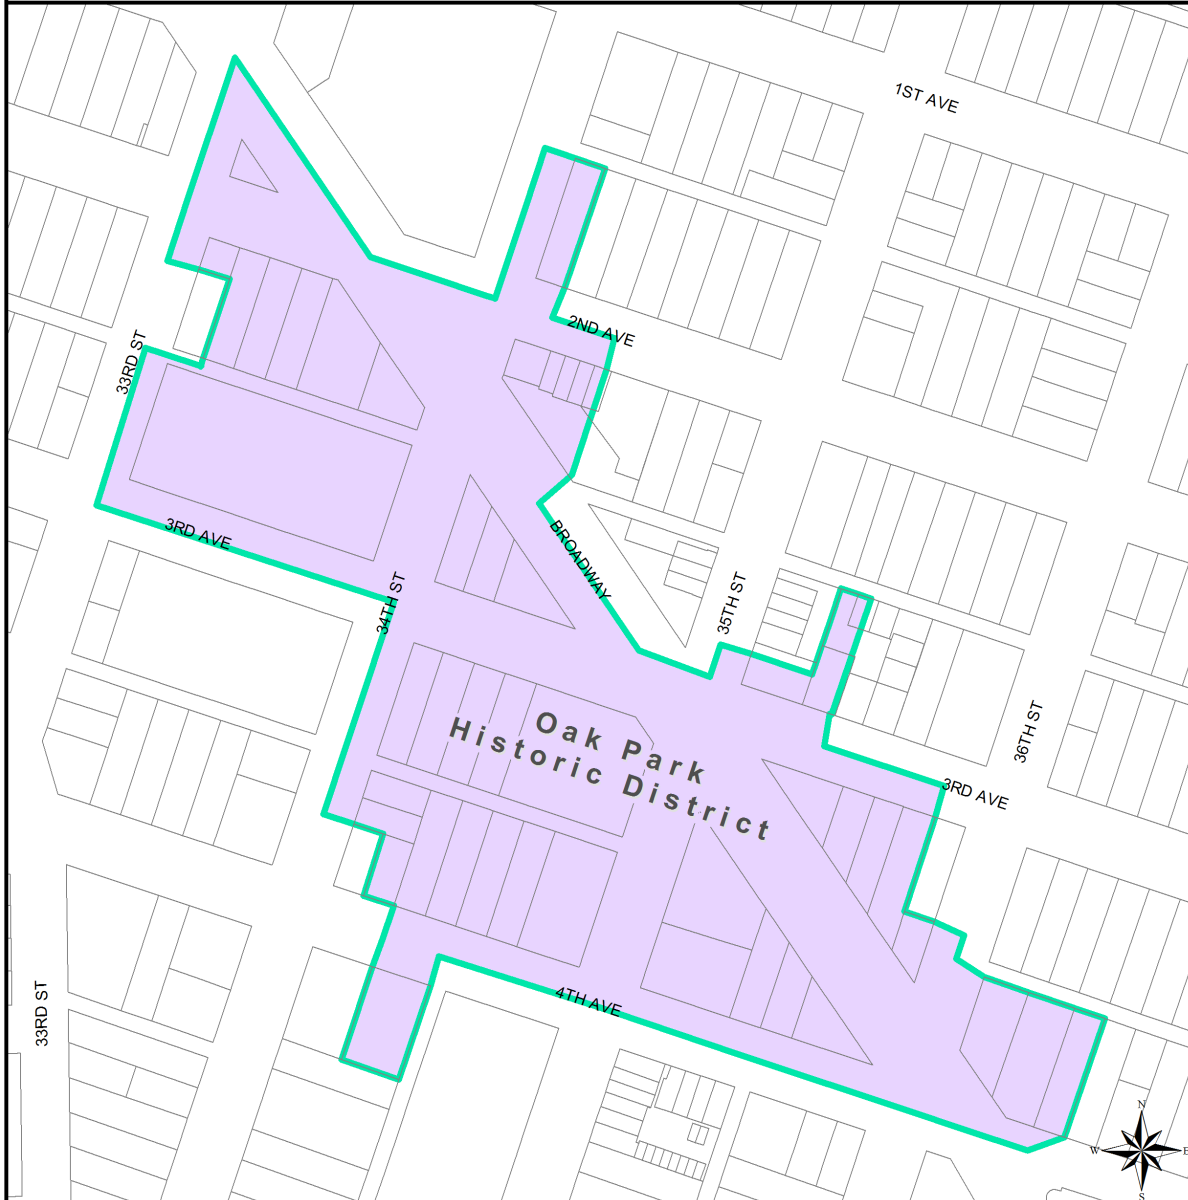 1ST AVE
2ND AVE
33RD ST
3RD AVE
BROADWAY
34TH ST
35TH ST
Oak Park
Historic District
36TH ST
3RD AVE
33RD ST
4TH AVE
N
W
E
S